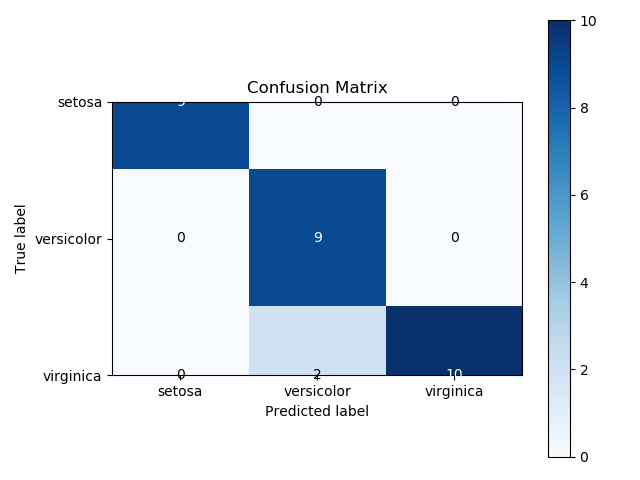 Confusion Matrix
setosa 9 0 0
versicolor 0 9 0
virginica 0 2 10
setosa versicolor virginica
Predicted label
True label
10
8
6
4
2
0